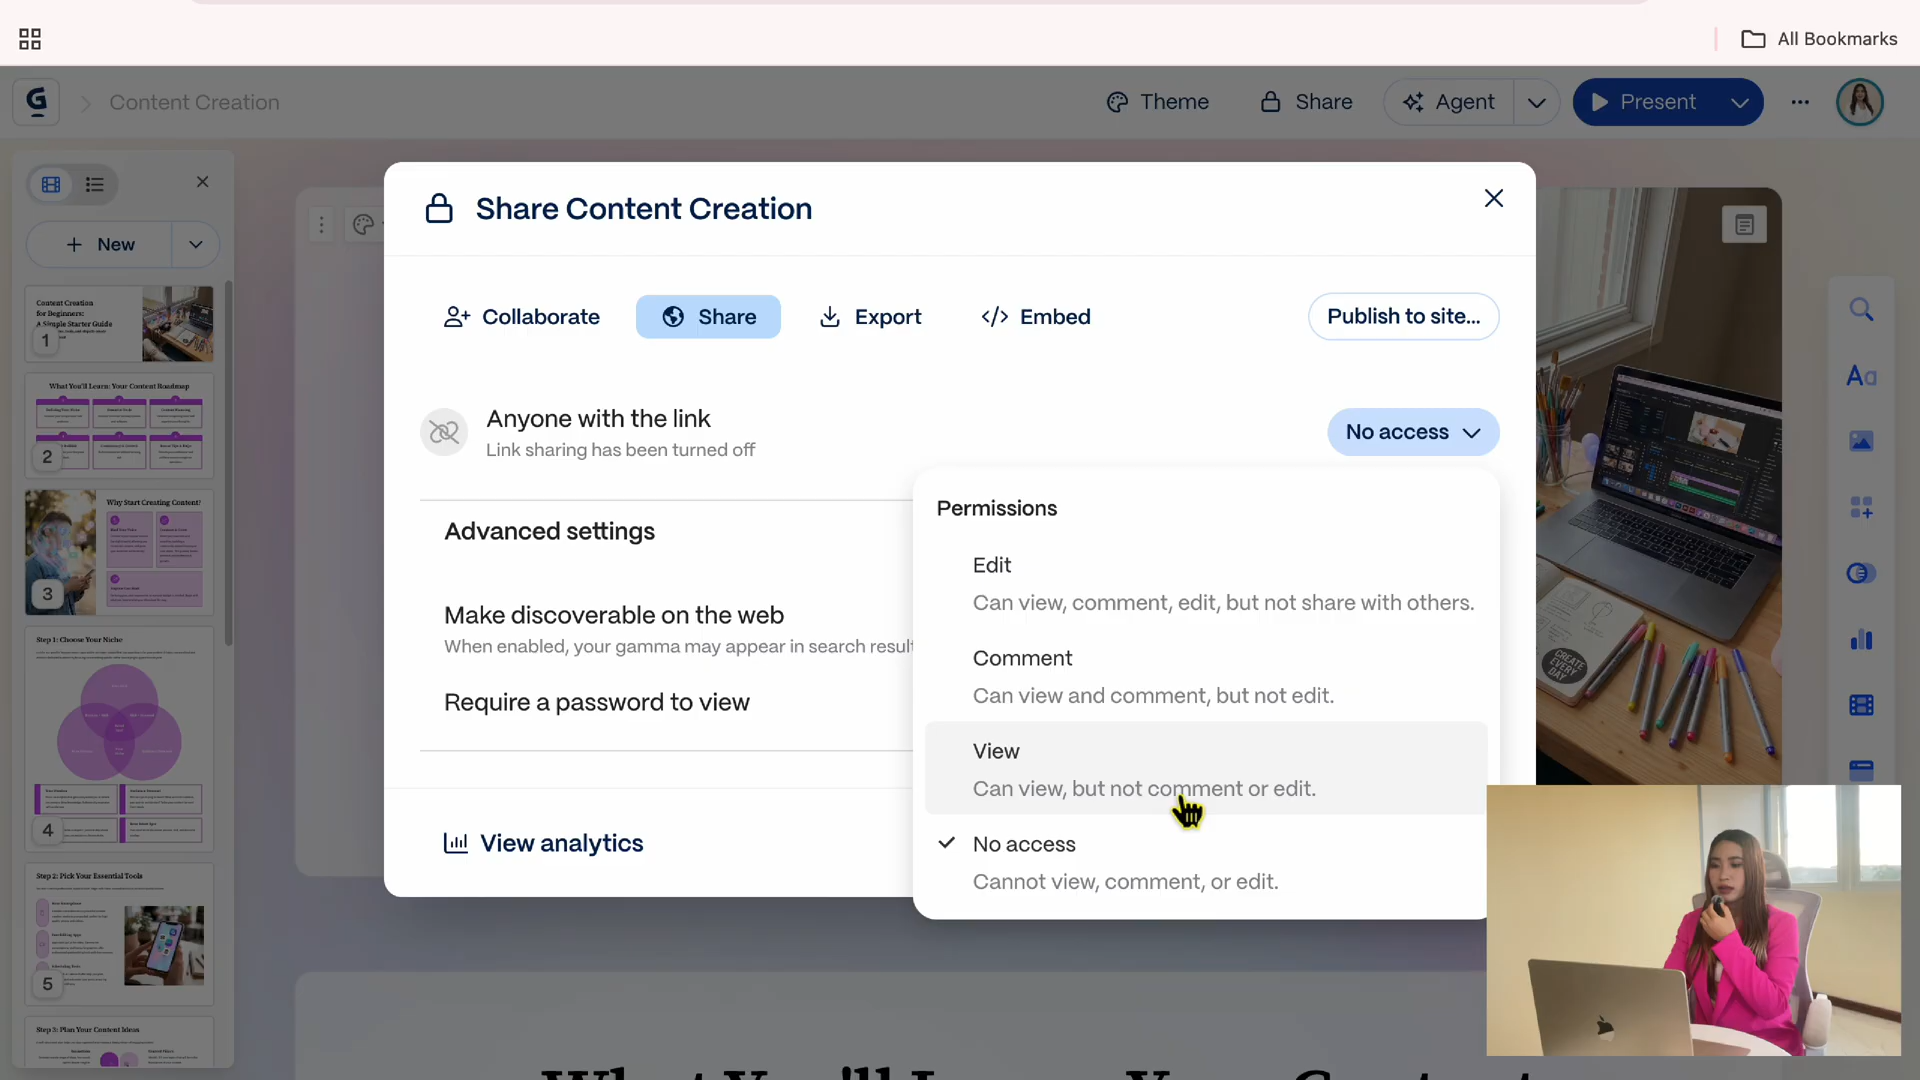 All Bookmarks
Content Creation
Theme
Share
Agent
Present
Share Content Creation
New
Collaborate
Share
Export
Embed
Publish to site...
Anyone with the link
Link sharing has been turned off
No access
Permissions
Advanced settings
Edit
Can view, comment, edit, but not share with others.
Make discoverable on the web
When enabled, your gamma may appear in search
Comment
Can view and comment, but not edit.
Require a password to view
View
Can view, but not comment or edit.
View analytics
No access
Cannot view, comment, or edit.
Content Creation
for Beginners:
A Simple Starter Guide
1
What You'll Learn: Your Content Roadmap
2
Why Start Creating Content?
3
Step 1: Choose Your Niche
4
Step 2: Pick Your Essential Tools
5
Step 3: Plan Your Content Ideas
CREATE
EVERY
DAY
Aa